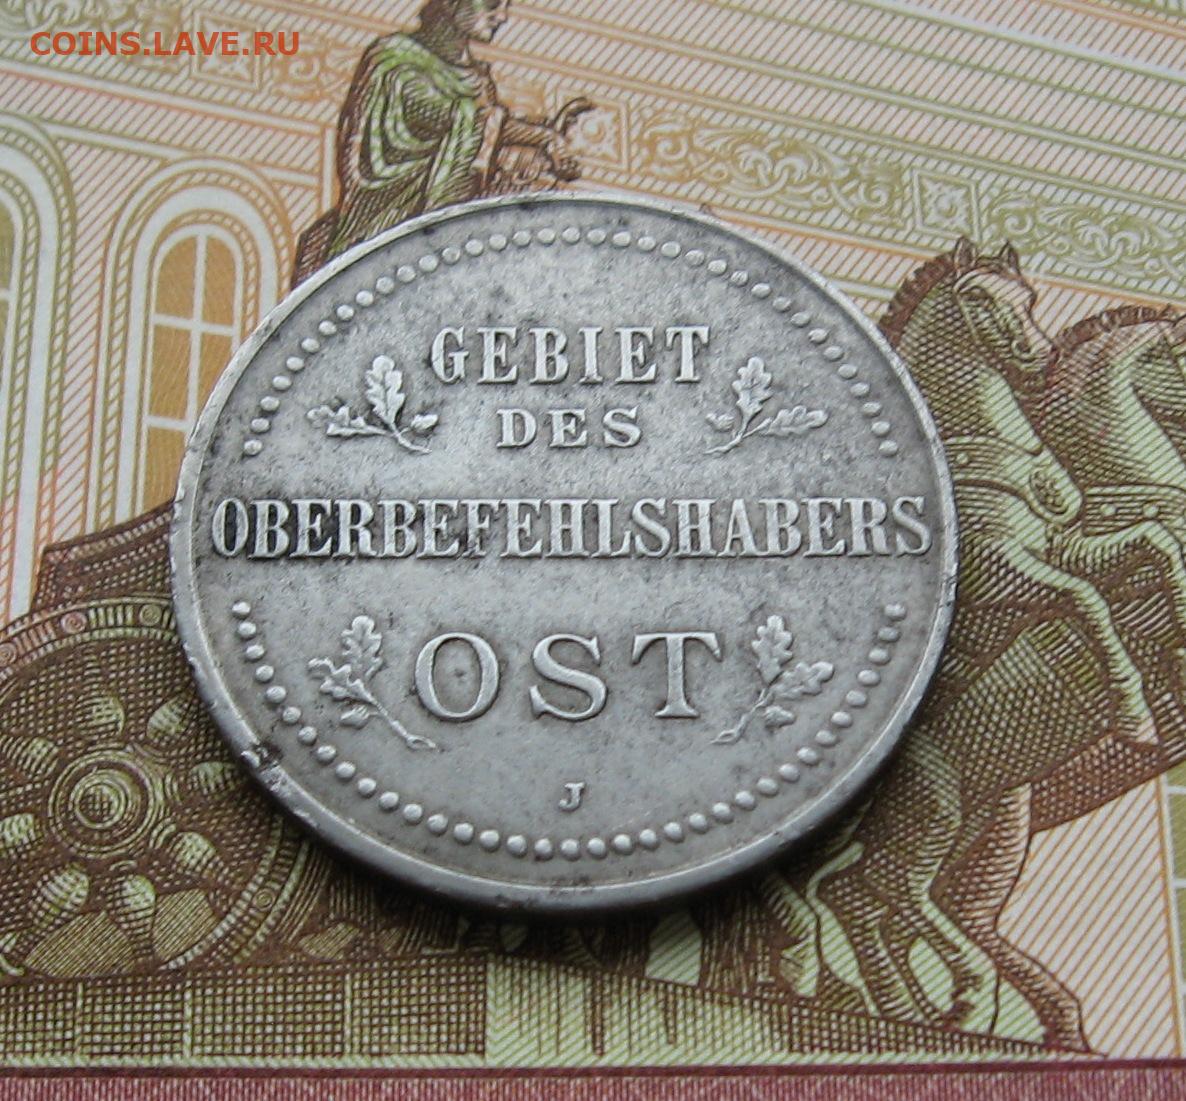 COINS.LAVE.RU
GEBIET
DES
OBERBEFEHLSHABERS
OST
J